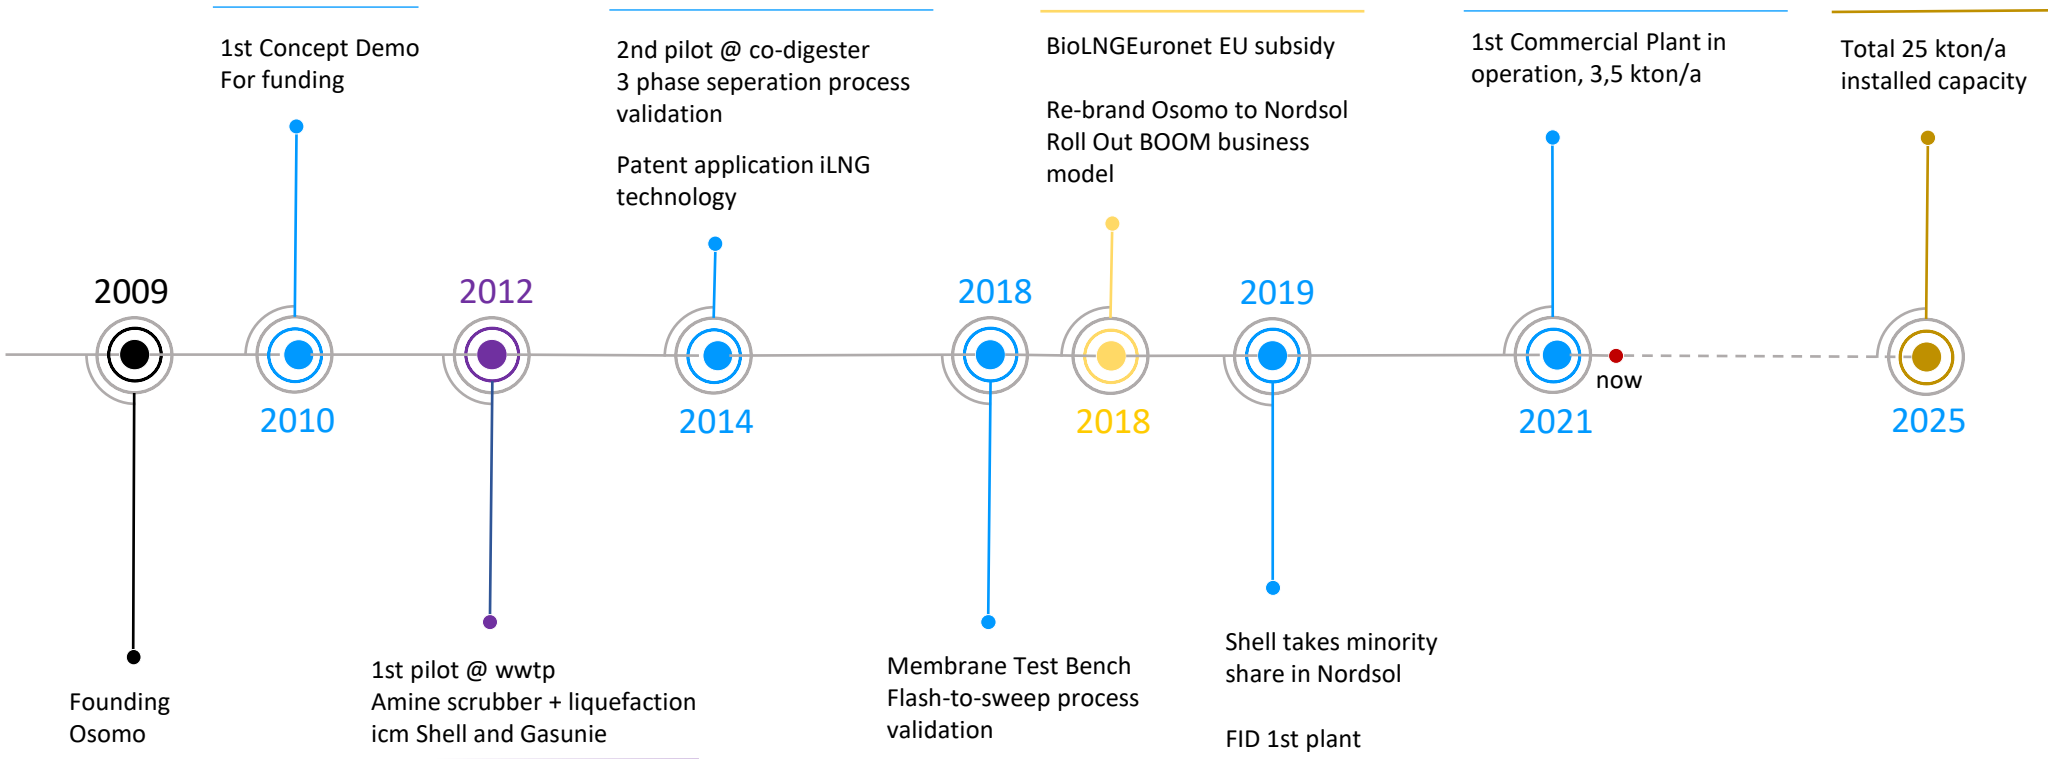 1st Concept Demo
For funding
2nd pilot @ co-digester
3 phase seperation process
validation
Patent application iLNG
technology
BioLNGEuronet EU subsidy
Re-brand Osomo to Nordsol
Roll Out BOOM business
model
1st Commercial Plant in
operation, 3,5 kton/a
Total 25 kton/a
installed capacity
2009
2010
2012
2014
2018
2018
2019
2021
now
2025
Founding
Osomo
1st pilot @ wwtp
Amine scrubber + liquefaction
icm Shell and Gasunie
Membrane Test Bench
Flash-to-sweep process
validation
Shell takes minority
share in Nordsol
FID 1st plant